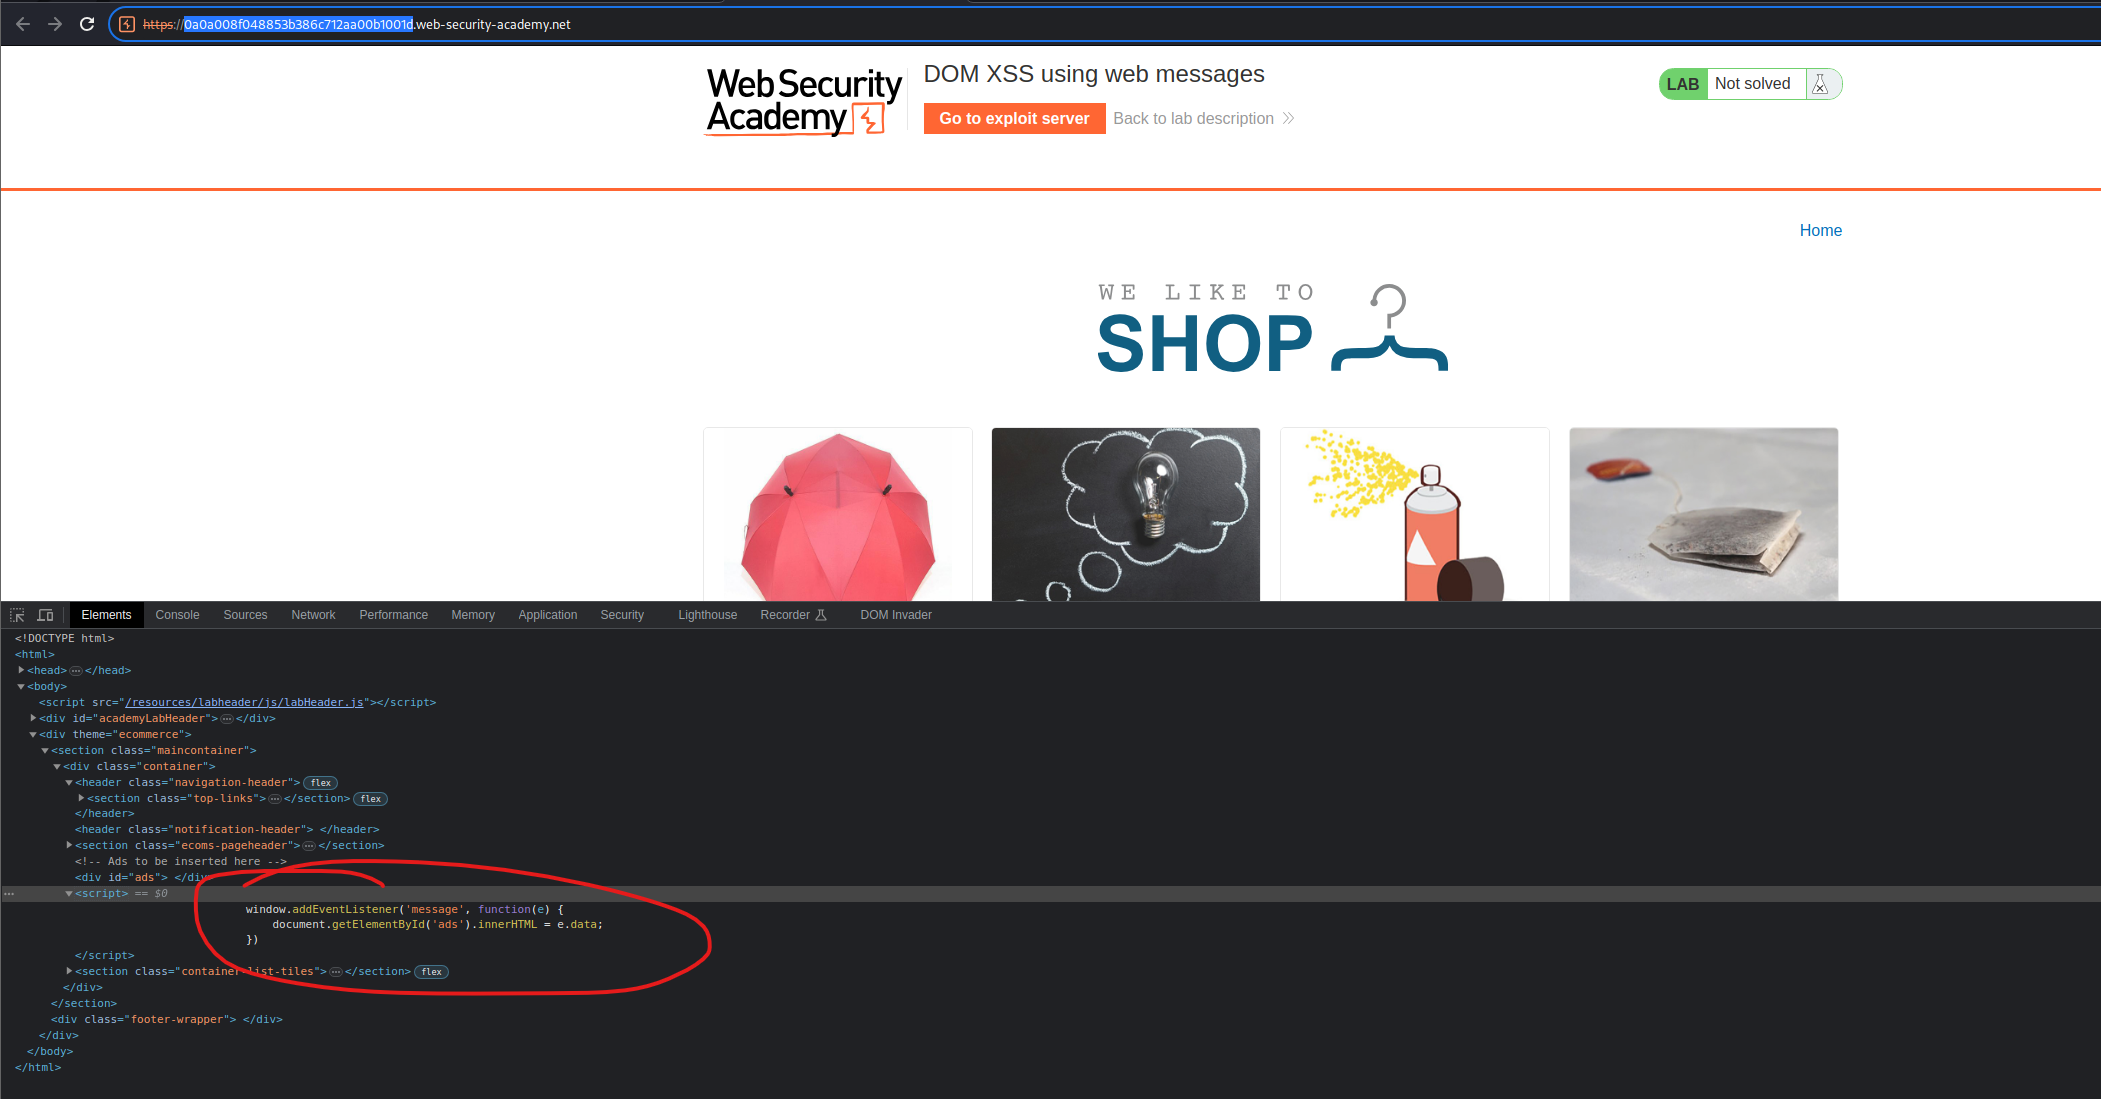 https://0a0a008f048853b386c712aa00b1001d.web-security-academy.net
WebSecurity
Academy
DOM XSS using web messages
Go to exploit server
Back to lab description
LAB Not solved
Home
WE LIKE TO
SHOP
Elements Console Sources Network Performance Memory Application Security Lighthouse Recorder DOM Invader
<!DOCTYPE html>
<html>
<head>…</head>
<body>
<script src="/resources/labheader/js/labHeader.js"></script>
<div id="academyLabHeader">…</div>
<div theme="ecommerce">
<section class="maincontainer">
<div class="container">
<header class="navigation-header"> flex
<section class="top-links">…</section> flex
</header>
<header class="notification-header"> </header>
<section class="ecoms-pageheader">…</section>
<!-- Ads to be inserted here -->
<div id="ads"> </div>
<script> == $0
window.addEventListener('message', function(e) {
document.getElementById('ads').innerHTML = e.data;
})
</script>
<section class="container-list-tiles">…</section> flex
</div>
</section>
<div class="footer-wrapper"> </div>
</div>
</body>
</html>